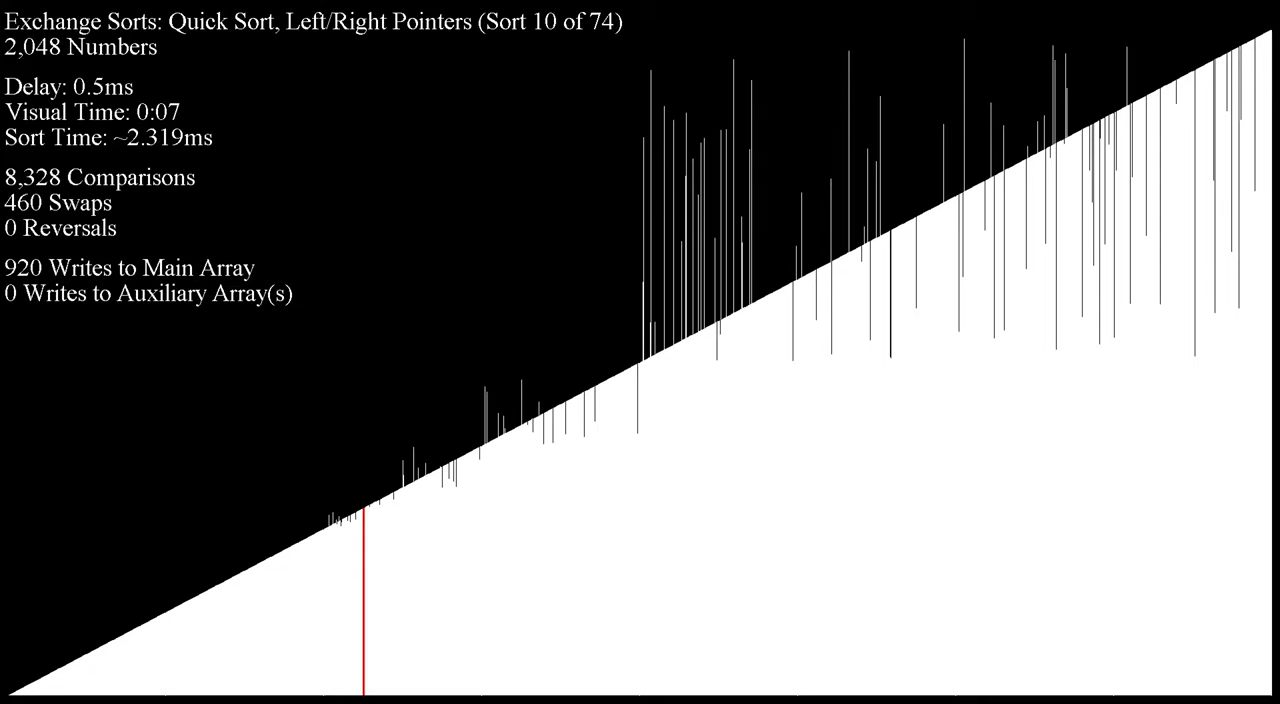 Exchange Sorts: Quick Sort, Left/Right Pointers (Sort 10 of 74)
2,048 Numbers
Delay: 0.5ms
Visual Time: 0:07
Sort Time: ~2.319ms
8,328 Comparisons
460 Swaps
0 Reversals
920 Writes to Main Array
0 Writes to Auxiliary Array(s)